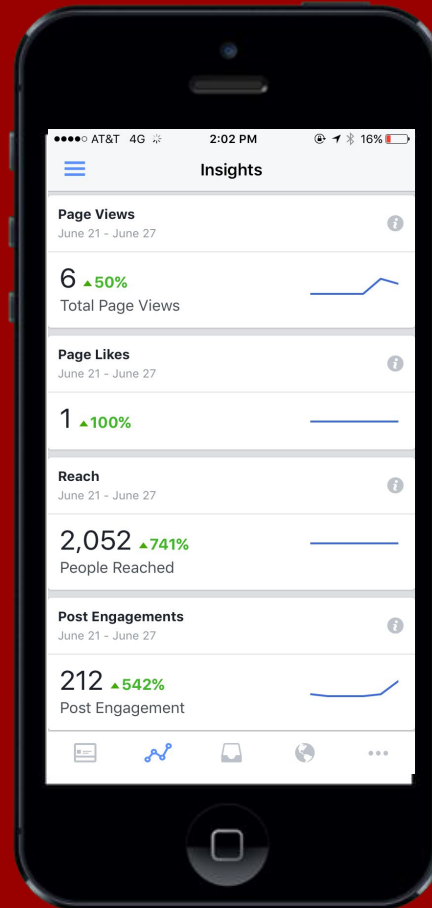 AT&T 4G 2:02 PM 16%
Insights
Page Views
June 21 - June 27
6 ▲50%
Total Page Views
Page Likes
June 21 - June 27
1 ▲100%
Reach
June 21 - June 27
2,052 ▲741%
People Reached
Post Engagements
June 21 - June 27
212 ▲542%
Post Engagement